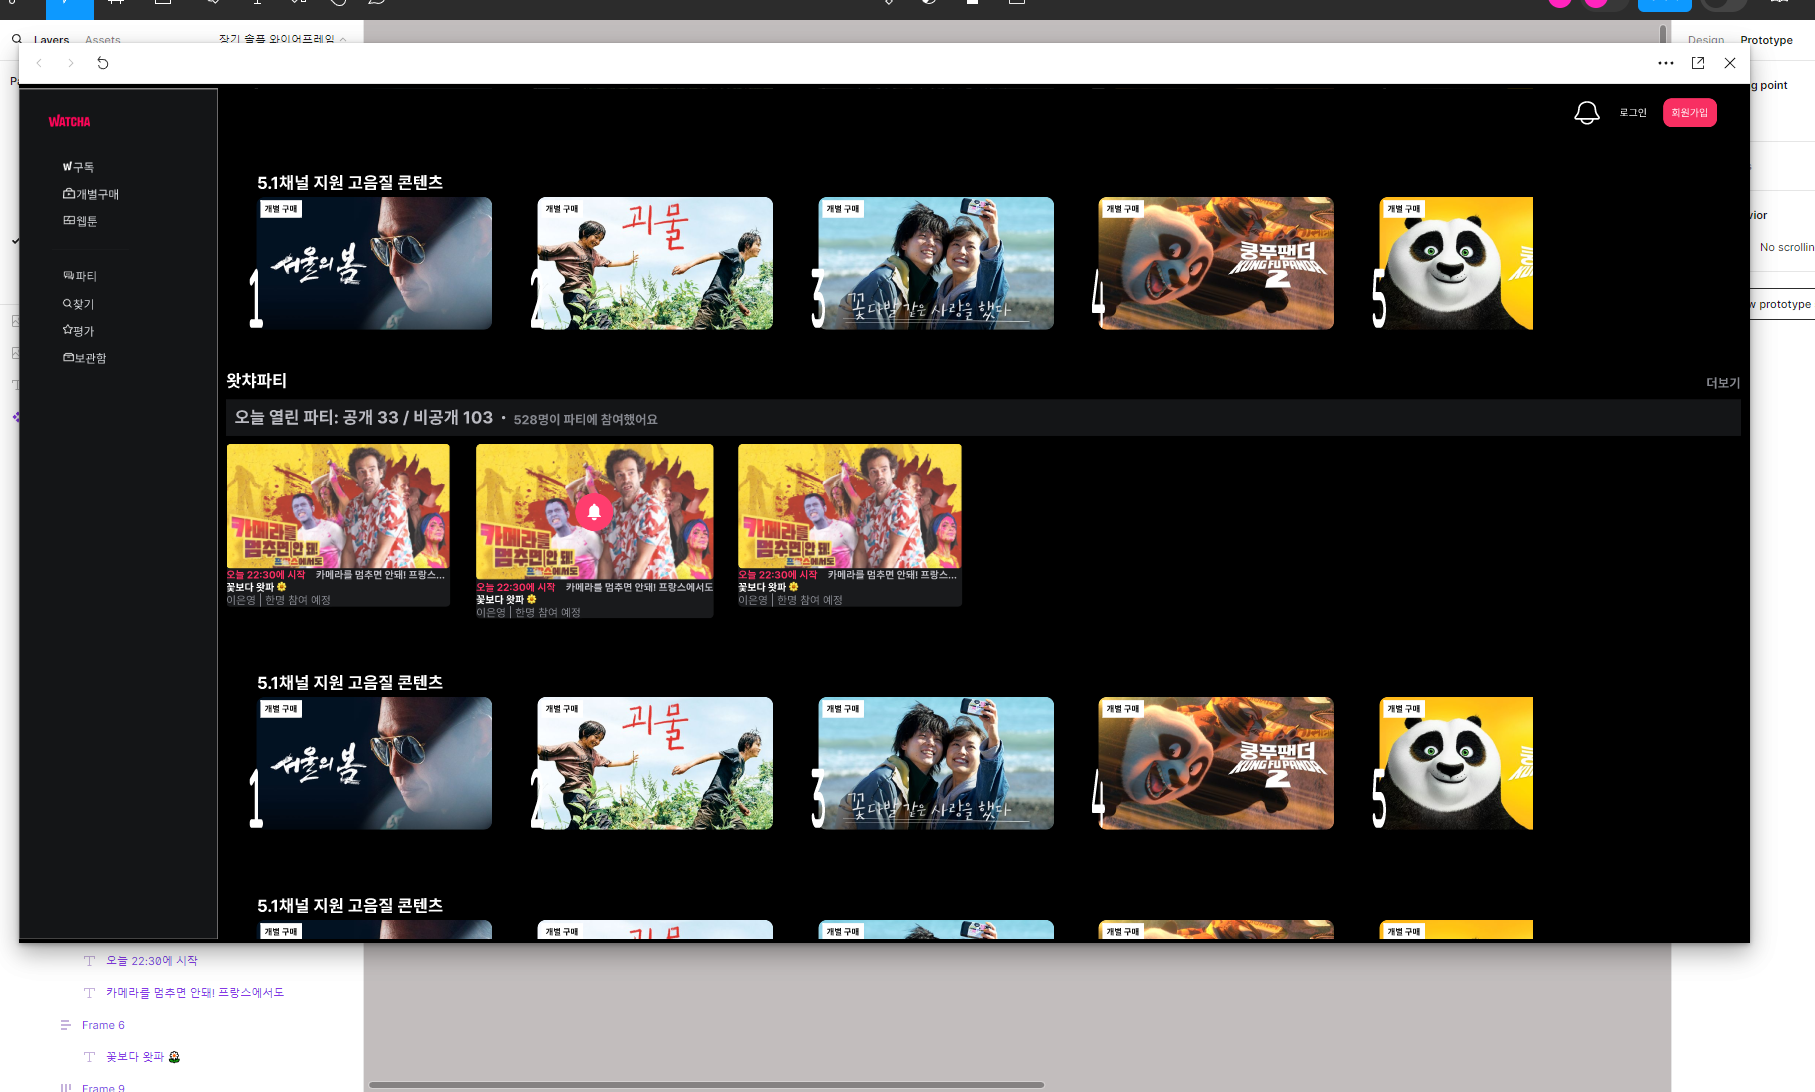 Layers
Assets
장기 솔플 와이어프레임
Design
Prototype
g point
WATCHA
로그인
회원가입
W구독
개별구매
웹툰
파티
찾기
평가
보관함
No scrollin
w prototype
5.1채널 지원 고음질 콘텐츠
개별 구매
서울의 봄
1
개별 구매
괴물
2
개별 구매
꽃다발 같은 사랑을 했다
3
개별 구매
쿵푸팬더
KUNG FU PANDA
2
4
개별 구매
5
왓챠파티
더보기
오늘 열린 파티: 공개 33 / 비공개 103 · 528명이 파티에 참여했어요
카메라를
멈추면 안 돼!
프랑스에서도
오늘 22:30에 시작 카메라를 멈추면 안돼! 프랑스...
꽃보다 왓파 🌼
이은영 | 한명 참여 예정
카메라를
멈추면 안 돼!
프랑스에서도
오늘 22:30에 시작 카메라를 멈추면 안돼! 프랑스에서도
꽃보다 왓파 🌼
이은영 | 한명 참여 예정
카메라를
멈추면 안 돼!
프랑스에서도
오늘 22:30에 시작 카메라를 멈추면 안돼! 프랑스...
꽃보다 왓파 🌼
이은영 | 한명 참여 예정
5.1채널 지원 고음질 콘텐츠
개별 구매
서울의 봄
1
개별 구매
괴물
2
개별 구매
꽃다발 같은 사랑을 했다
3
개별 구매
쿵푸팬더
KUNG FU PANDA
2
4
개별 구매
5
5.1채널 지원 고음질 콘텐츠
개별 구매
개별 구매
개별 구매
개별 구매
개별 구매
오늘 22:30에 시작
카메라를 멈추면 안돼! 프랑스에서도
Frame 6
꽃보다 왓파 🌼
Frame 9